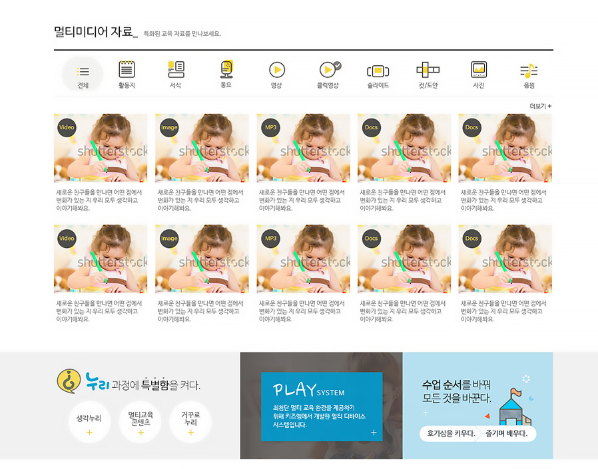 멀티미디어 자료_ 특화된 교육 자료를 만나보세요.
전체 활동지 서식 동요 영상 클릭영상 슬라이드 컷/도안 사진 음원
더보기 +
Video Image MP3 Docs Docs
shutterstock shutterstock shutterstock shutterstock shutterstock
새로운 친구들을 만나면 어떤 점에서 새로운 친구들을 만나면 어떤 점에서 새로운 친구들을 만나면 어떤 점에서 새로운 친구들을 만나면 어떤 점에서 새로운 친구들을 만나면 어떤 점에서
변화가 있는 지 우리 모두 생각하고 변화가 있는 지 우리 모두 생각하고 변화가 있는 지 우리 모두 생각하고 변화가 있는 지 우리 모두 생각하고 변화가 있는 지 우리 모두 생각하고
이야기해봐요. 이야기해봐요. 이야기해봐요. 이야기해봐요. 이야기해봐요.
Video Image MP3 Docs Docs
shutterstock shutterstock shutterstock shutterstock shutterstock
새로운 친구들을 만나면 어떤 점에서 새로운 친구들을 만나면 어떤 점에서 새로운 친구들을 만나면 어떤 점에서 새로운 친구들을 만나면 어떤 점에서 새로운 친구들을 만나면 어떤 점에서
변화가 있는 지 우리 모두 생각하고 변화가 있는 지 우리 모두 생각하고 변화가 있는 지 우리 모두 생각하고 변화가 있는 지 우리 모두 생각하고 변화가 있는 지 우리 모두 생각하고
이야기해봐요. 이야기해봐요. 이야기해봐요. 이야기해봐요. 이야기해봐요.
누리 과정에 특별함을 켜다.
생각누리
+
멀티교육
콘텐츠
+
거꾸로
누리
+
PLAY SYSTEM
최첨단 멀티 교육 환경을 제공하기
위해 키즈엠에서 개발된 멀티 디바이스
시스템입니다.
+
수업 순서를 바꿔
모든 것을 바꾼다.
호기심을 키우다. 즐기며 배우다.